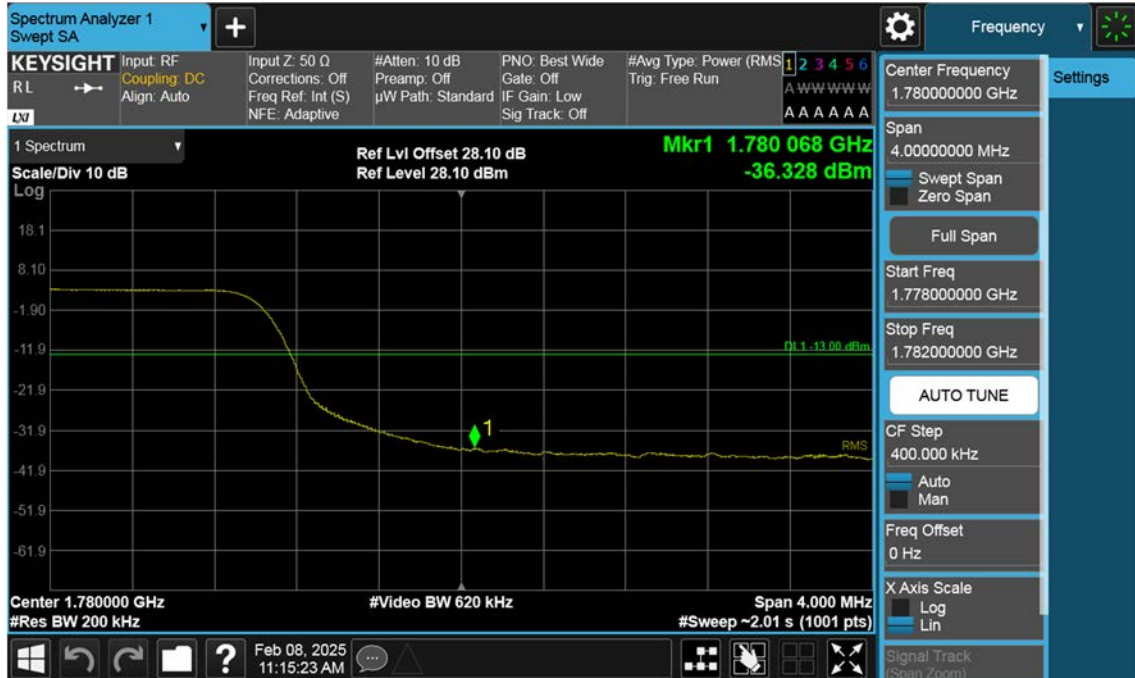 Spectrum Analyzer 1
Swept SA
Frequency
KEYSIGHT
R L
LXI
Input: RF
Coupling: DC
Align: Auto
Input Z: 50 Ω
Corrections: Off
Freq Ref: Int (S)
NFE: Adaptive
#Atten: 10 dB
Preamp: Off
µW Path: Standard
PNO: Best Wide
Gate: Off
IF Gain: Low
Sig Track: Off
#Avg Type: Power (RMS
Trig: Free Run
1 2 3 4 5 6
A W W W W W
A A A A A A
1 Spectrum
Scale/Div 10 dB
Ref Lvl Offset 28.10 dB
Ref Level 28.10 dBm
Mkr1 1.780 068 GHz
-36.328 dBm
Log
18.1
8.10
-1.90
-11.9
-21.9
-31.9
-41.9
-51.9
-61.9
DL1 -13.00 dBm
1
RMS
Center 1.780000 GHz
#Res BW 200 kHz
#Video BW 620 kHz
Span 4.000 MHz
#Sweep ~2.01 s (1001 pts)
Feb 08, 2025
11:15:23 AM
Center Frequency
1.780000000 GHz
Span
4.00000000 MHz
Swept Span
Zero Span
Full Span
Start Freq
1.778000000 GHz
Stop Freq
1.782000000 GHz
AUTO TUNE
CF Step
400.000 kHz
Auto
Man
Freq Offset
0 Hz
X Axis Scale
Log
Lin
Signal Track
(Span Zoom)
Settings